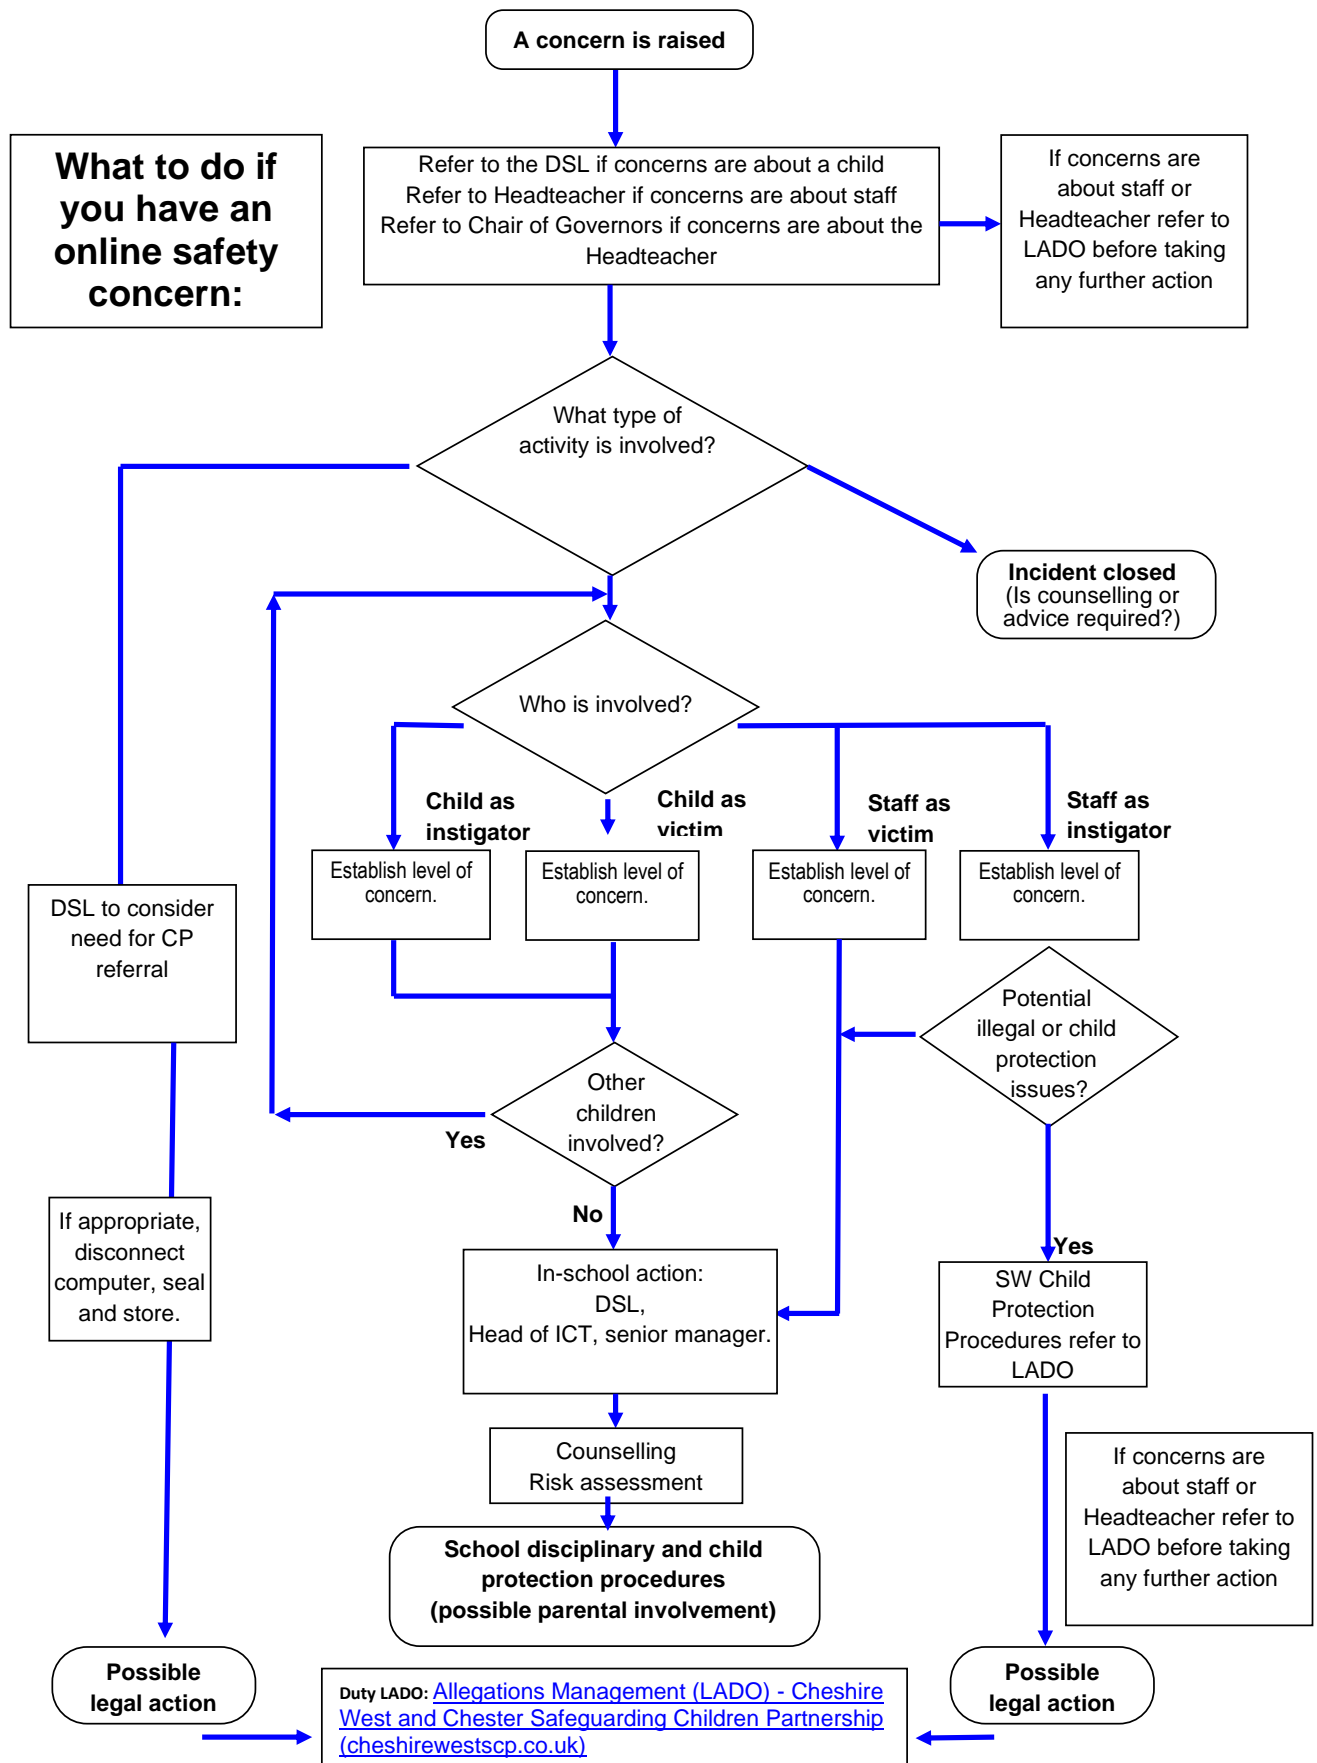 A concern is raised
What to do if
you have an
online safety
concern:
Refer to the DSL if concerns are about a child
Refer to Headteacher if concerns are about staff
Refer to Chair of Governors if concerns are about the
Headteacher
If concerns are
about staff or
Headteacher refer to
LADO before taking
any further action
What type of
activity is involved?
Incident closed
(Is counselling or
advice required?)
Who is involved?
Child as
instigator
Child as
victim
Staff as
victim
Staff as
instigator
Establish level of
concern.
Establish level of
concern.
Establish level of
concern.
Establish level of
concern.
DSL to consider
need for CP
referral
Potential
illegal or child
protection
issues?
Other
children
involved?
Yes
No
If appropriate,
disconnect
computer, seal
and store.
In-school action:
DSL,
Head of ICT, senior manager.
Yes
SW Child
Protection
Procedures refer to
LADO
Counselling
Risk assessment
If concerns are
about staff or
Headteacher refer to
LADO before taking
any further action
School disciplinary and child
protection procedures
(possible parental involvement)
Possible
legal action
Duty LADO: Allegations Management (LADO) - Cheshire
West and Chester Safeguarding Children Partnership
(cheshirewestscp.co.uk)
Possible
legal action